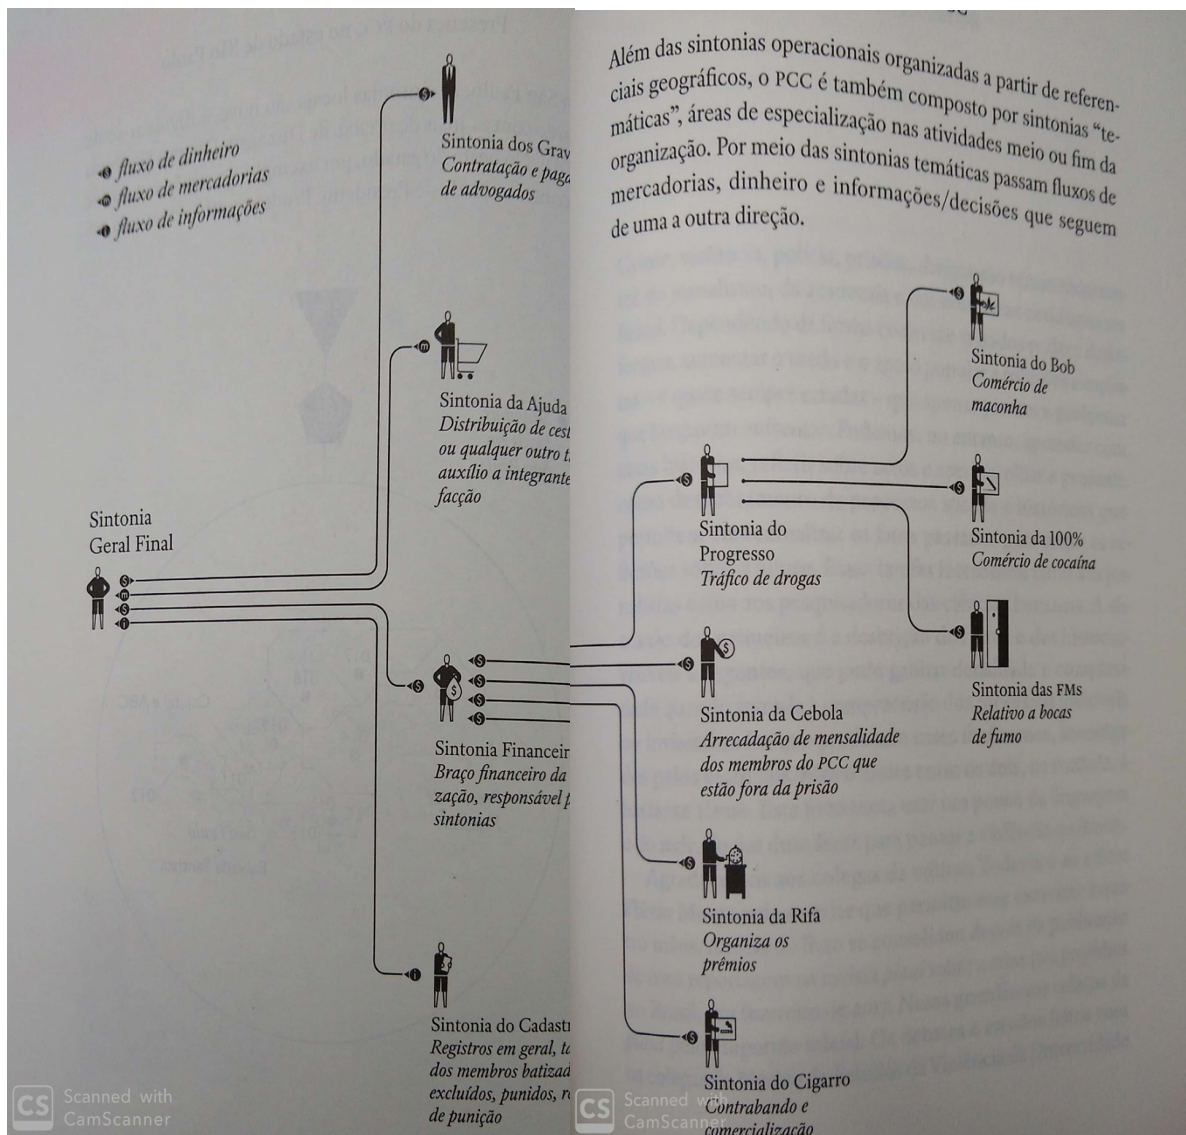 fluxo de dinheiro
fluxo de mercadorias
fluxo de informações
Sintonia dos Grav
Contratação e paga
de advogados
Sintonia da Ajuda
Distribuição de cest
ou qualquer outro t
auxílio a integrante
facção
Sintonia
Geral Final
Sintonia Financeir
Braço financeiro da
zação, responsável p
sintonias
Sintonia do Cadastr
Registros em geral, ta
dos membros batizad
excluídos, punidos, r
de punição
Scanned with
CamScanner
Além das sintonias operacionais organizadas a partir de referen-
ciais geográficos, o PCC é também composto por sintonias “te-
máticas”, áreas de especialização nas atividades meio ou fim da
organização. Por meio das sintonias temáticas passam fluxos de
mercadorias, dinheiro e informações/decisões que seguem
de uma a outra direção.
Sintonia do Bob
Comércio de
maconha
Sintonia do
Progresso
Tráfico de drogas
Sintonia da 100%
Comércio de cocaína
Sintonia das FMs
Relativo a bocas
de fumo
Sintonia da Cebola
Arrecadação de mensalidade
dos membros do PCC que
estão fora da prisão
Sintonia da Rifa
Organiza os
prêmios
Sintonia do Cigarro
Contrabando e
comercialização
CS Scanned with
CamScanner